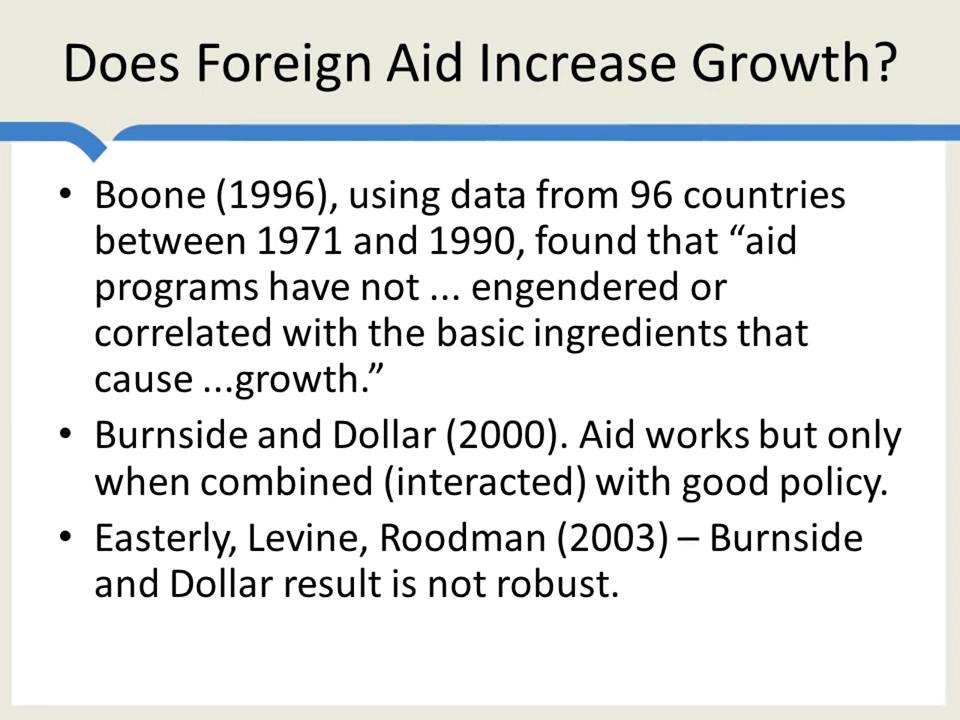 Does Foreign Aid Increase Growth?
• Boone (1996), using data from 96 countries
between 1971 and 1990, found that “aid
programs have not ... engendered or
correlated with the basic ingredients that
cause ...growth.”
• Burnside and Dollar (2000). Aid works but only
when combined (interacted) with good policy.
• Easterly, Levine, Roodman (2003) – Burnside
and Dollar result is not robust.